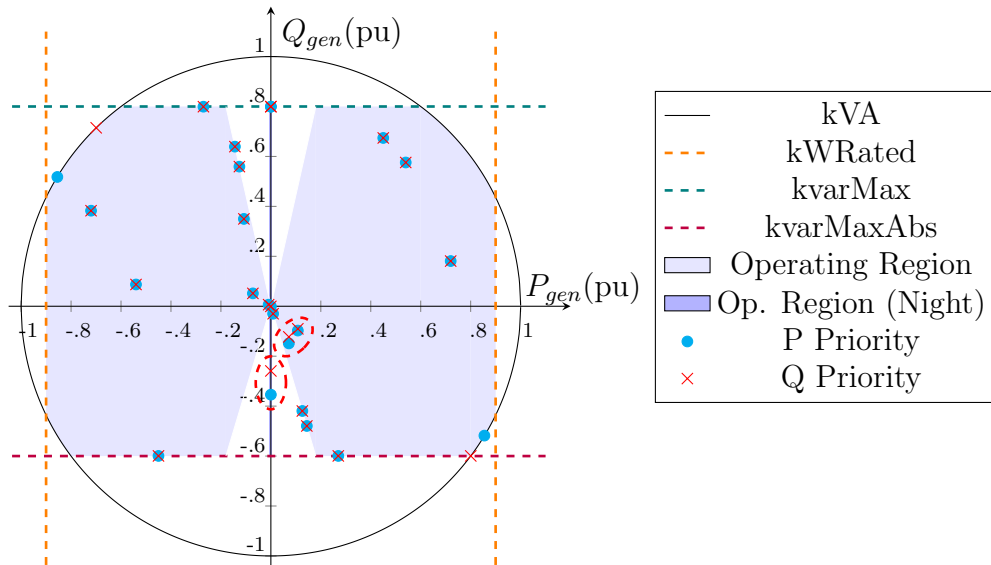 Q_gen(pu)
1
.8
.6
.4
.2
P_gen(pu)
-1 -.8 -.6 -.4 -.2 .2 .4 .6 .8 1
-.2
-.4
-.6
-.8
-1
kVA
kWRated
kvarMax
kvarMaxAbs
Operating Region
Op. Region (Night)
P Priority
Q Priority